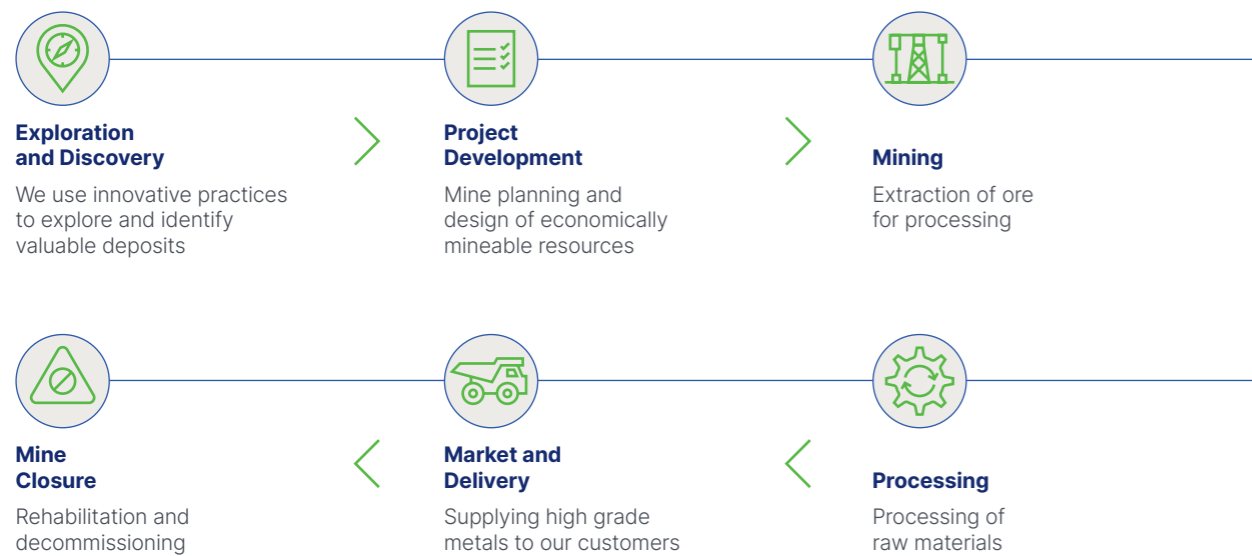 Exploration
and Discovery
We use innovative practices
to explore and identify
valuable deposits
Project
Development
Mine planning and
design of economically
mineable resources
Mining
Extraction of ore
for processing
Mine
Closure
Rehabilitation and
decommissioning
Market and
Delivery
Supplying high grade
metals to our customers
Processing
Processing of
raw materials